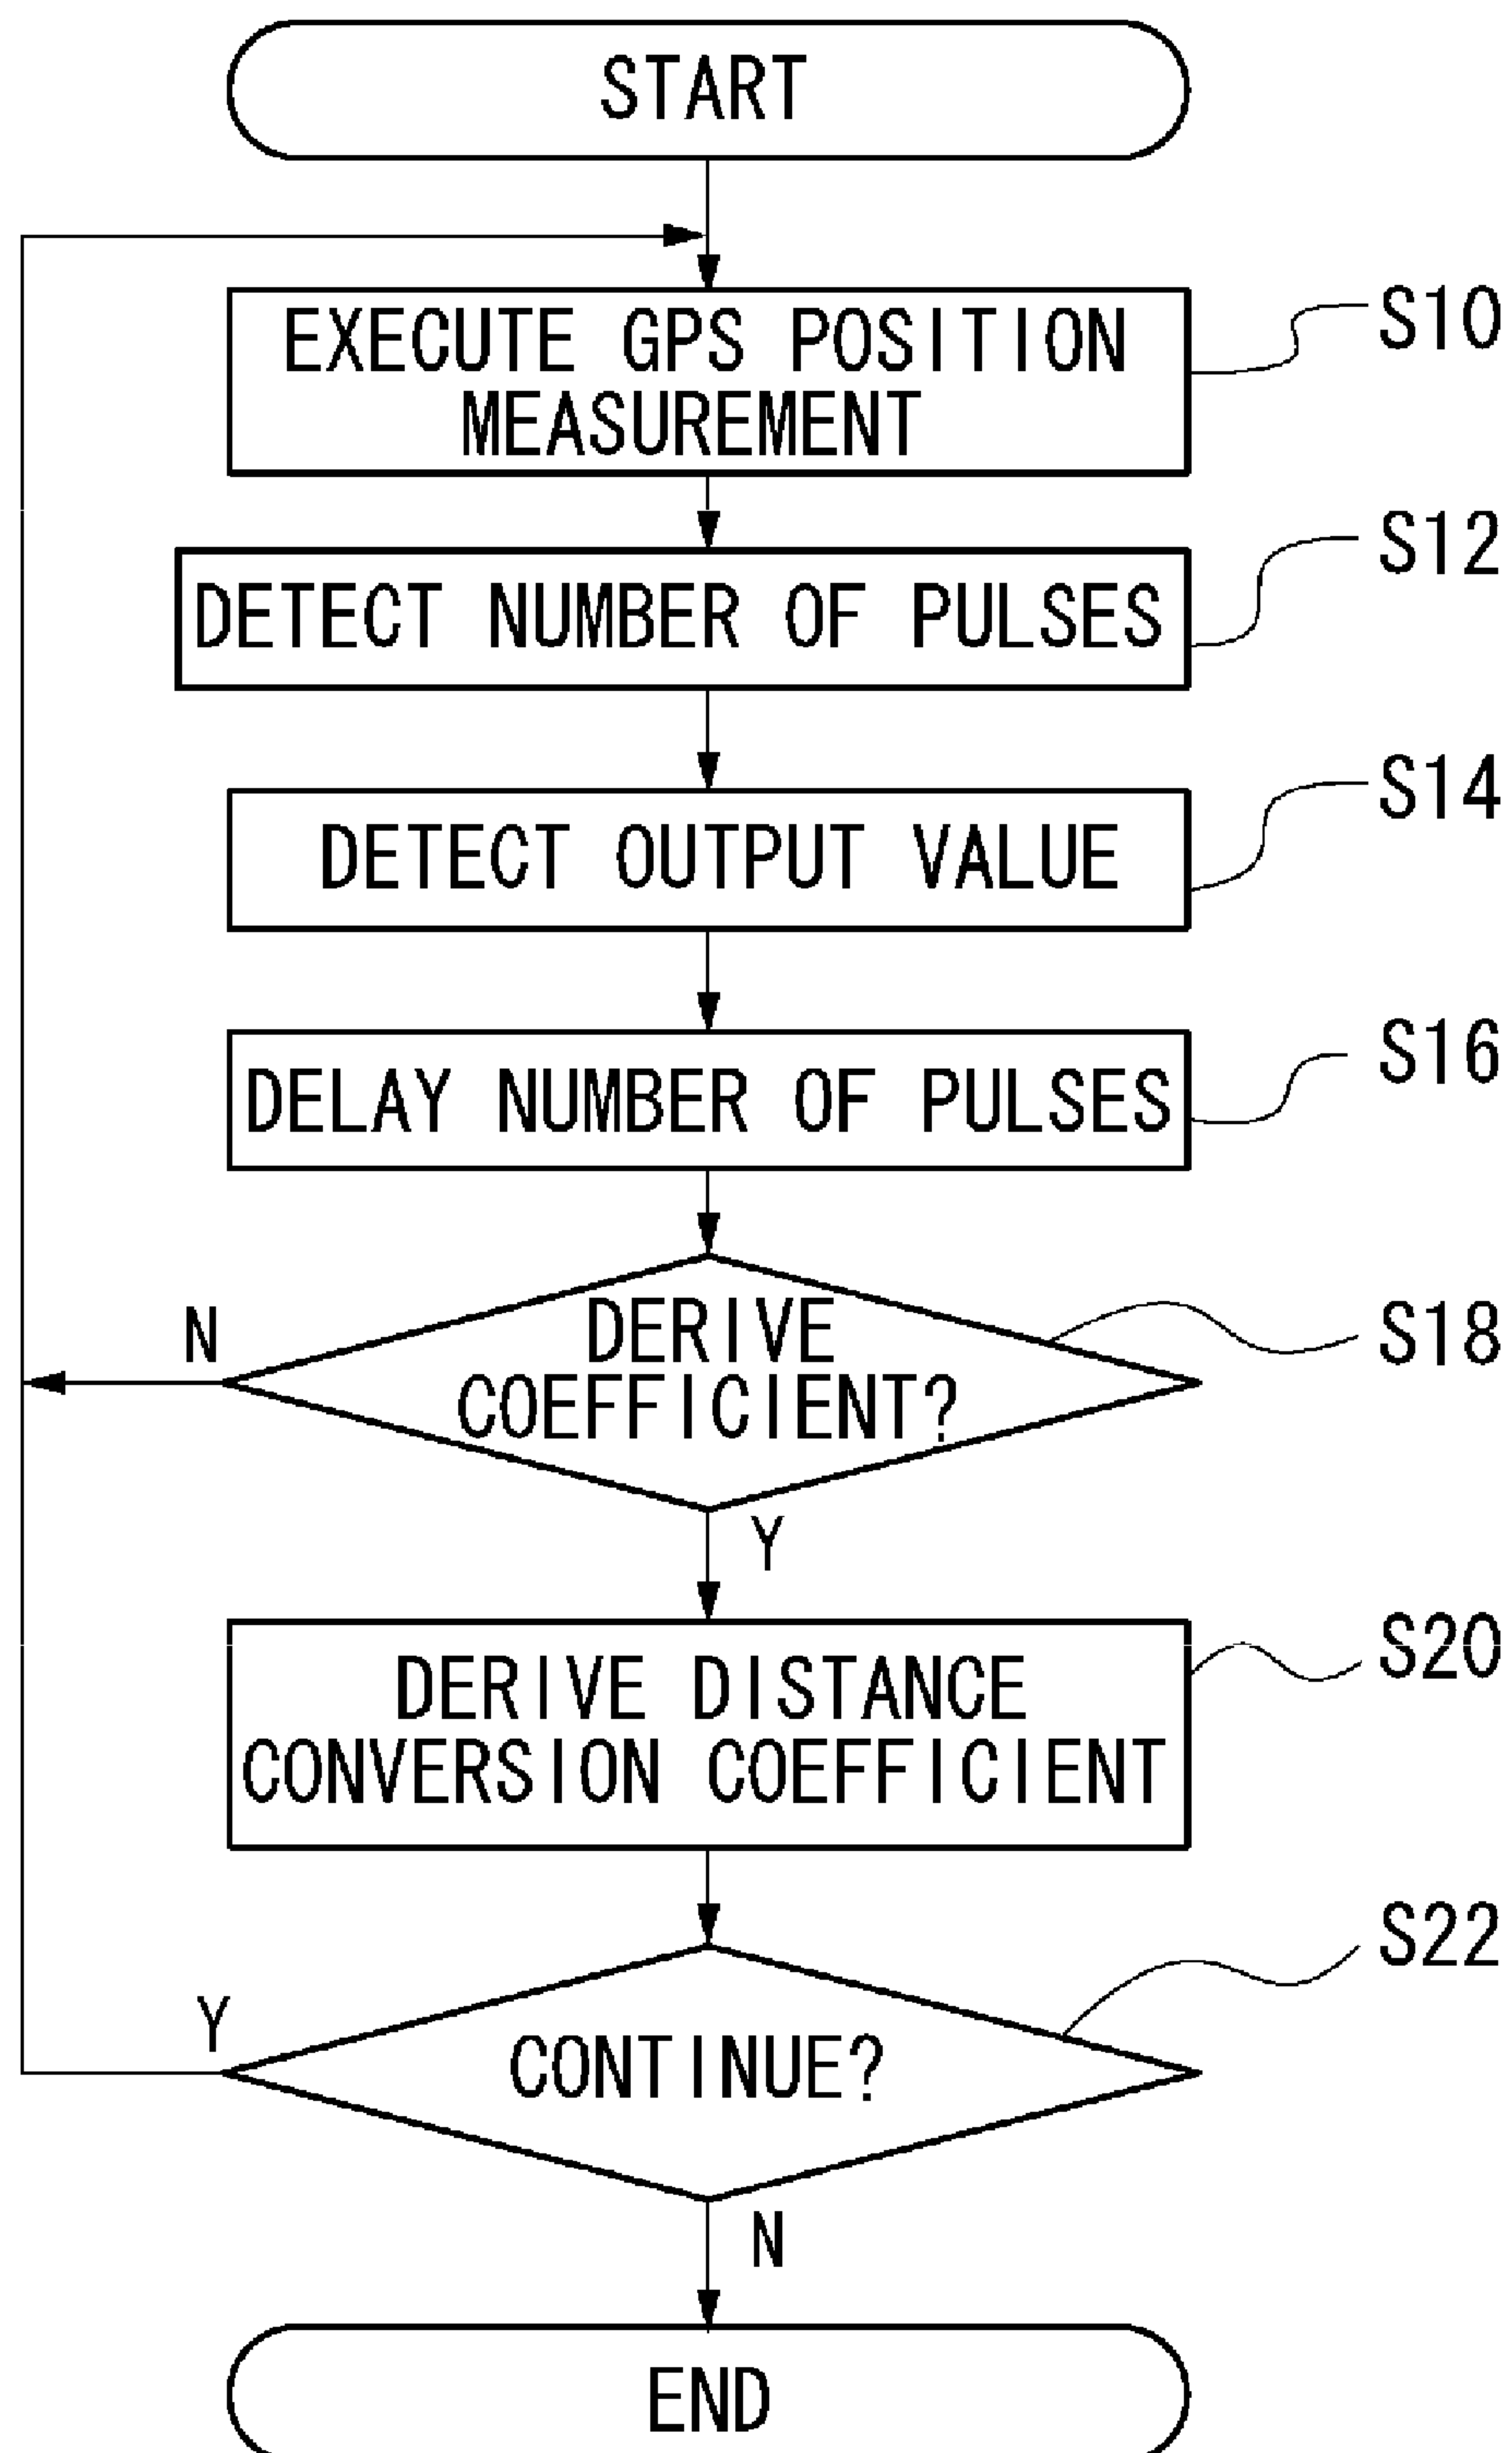 START
EXECUTE GPS POSITION
MEASUREMENT
S10
DETECT NUMBER OF PULSES
S12
DETECT OUTPUT VALUE
S14
DELAY NUMBER OF PULSES
S16
DERIVE
COEFFICIENT?
S18
N
Y
DERIVE DISTANCE
CONVERSION COEFFICIENT
S20
CONTINUE?
S22
Y
N
END